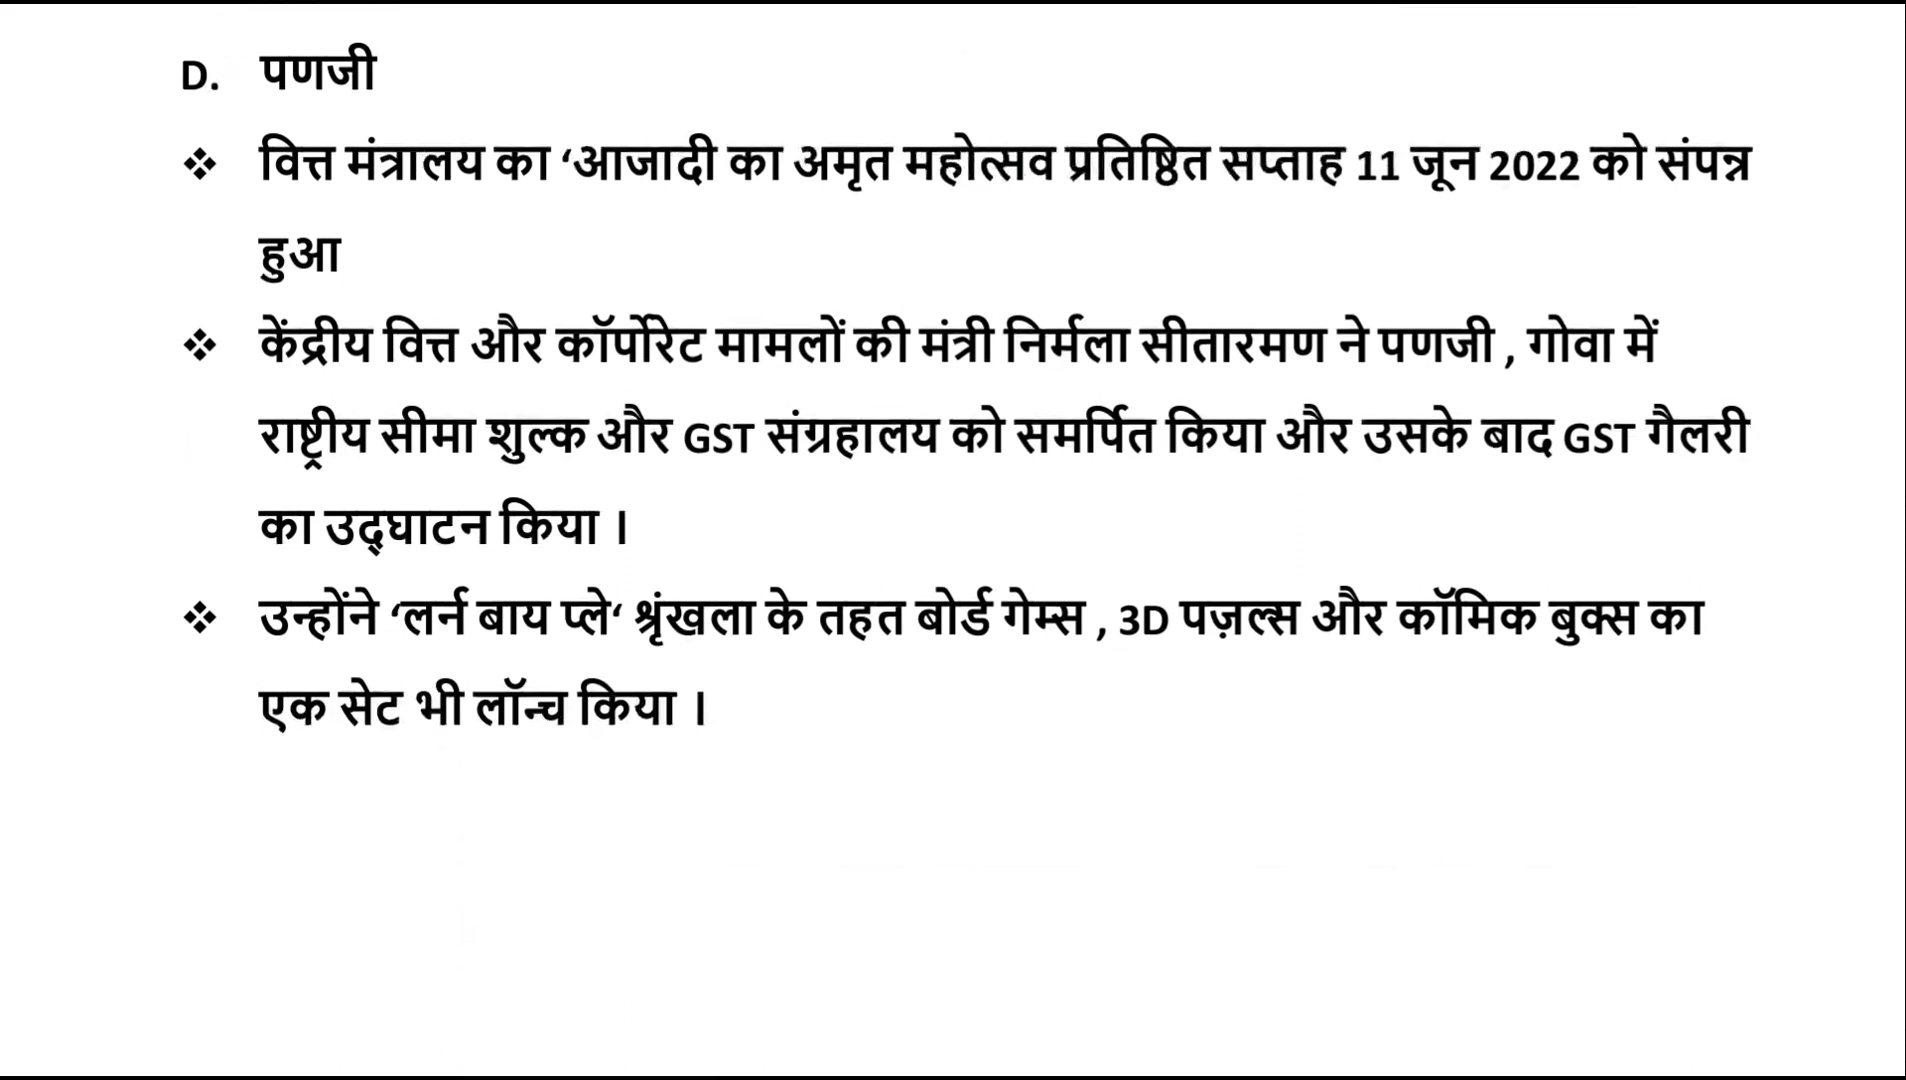 D. पणजी
❖ वित्त मंत्रालय का ‘आजादी का अमृत महोत्सव प्रतिष्ठित सप्ताह 11 जून 2022 को संपन्न
हुआ
❖ केंद्रीय वित्त और कॉर्पोरेट मामलों की मंत्री निर्मला सीतारमण ने पणजी , गोवा में
राष्ट्रीय सीमा शुल्क और GST संग्रहालय को समर्पित किया और उसके बाद GST गैलरी
का उद्घाटन किया ।
❖ उन्होंने ‘लर्न बाय प्ले‘ श्रृंखला के तहत बोर्ड गेम्स , 3D पज़ल्स और कॉमिक बुक्स का
एक सेट भी लॉन्च किया ।